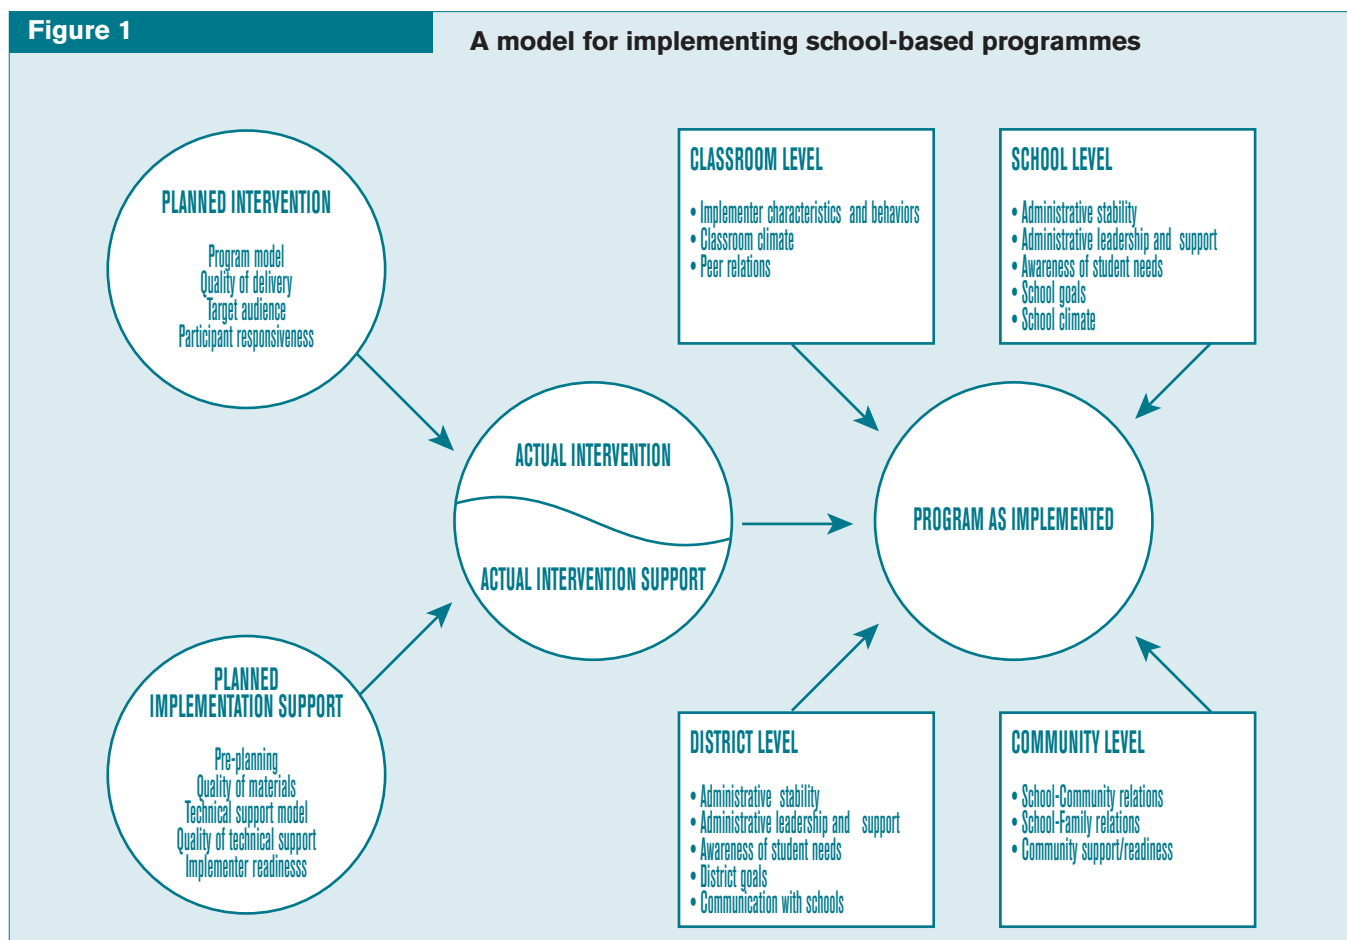 Figure 1
A model for implementing school-based programmes
PLANNED INTERVENTION
Program model
Quality of delivery
Target audience
Participant responsiveness
PLANNED
IMPLEMENTATION SUPPORT
Pre-planning
Quality of materials
Technical support model
Quality of technical support
Implementer readinesss
ACTUAL INTERVENTION
ACTUAL INTERVENTION SUPPORT
CLASSROOM LEVEL
• Implementer characteristics and behaviors
• Classroom climate
• Peer relations
SCHOOL LEVEL
• Administrative stability
• Administrative leadership and support
• Awareness of student needs
• School goals
• School climate
PROGRAM AS IMPLEMENTED
DISTRICT LEVEL
• Administrative stability
• Administrative leadership and support
• Awareness of student needs
• District goals
• Communication with schools
COMMUNITY LEVEL
• School-Community relations
• School-Family relations
• Community support/readiness